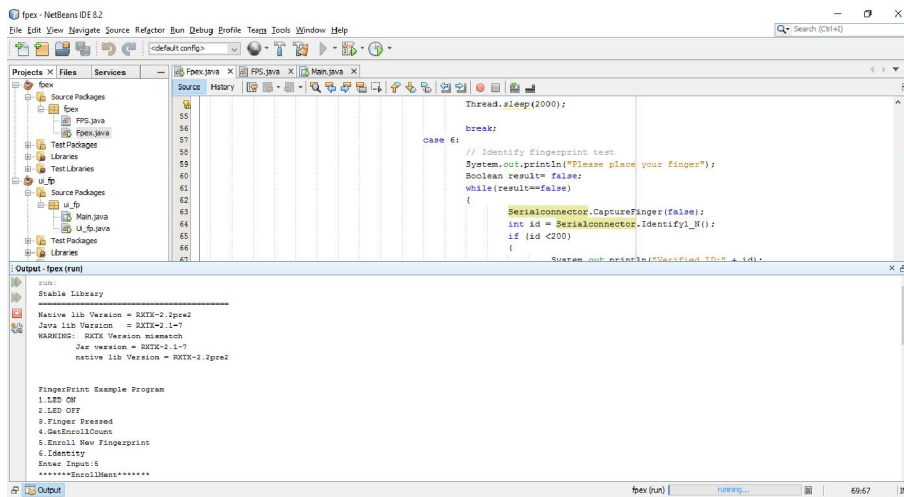 fpex - NetBeans IDE 8.2
File Edit View Navigate Source Refactor Run Debug Profile Team Tools Window Help
Search (Ctrl+I)
<default config>
Projects Files Services
Fpex.java FPS.java Main.java
Source History
fpex
Source Packages
fpex
FPS.java
Fpex.java
Test Packages
Libraries
Test Libraries
ui_fp
Source Packages
ui_fp
Main.java
Ui_fp.java
Test Packages
Libraries
Thread.sleep(2000);
55
56 break;
57 case 6:
58 // Identify fingerprint test
59 System.out.println("Please place your finger");
60 Boolean result= false;
61 while(result==false)
62 {
63 Serialconnector.CaptureFinger(false);
64 int id = Serialconnector.Identify1_N();
65 if (id <200)
66 {
67 System.out.println("Verified ID:" + id);
Output - fpex (run)
run:
Stable Library
=========================================
Native lib Version = RXTX-2.2pre2
Java lib Version   = RXTX-2.1-7
WARNING:  RXTX Version mismatch
Jar version = RXTX-2.1-7
native lib Version = RXTX-2.2pre2
FingerPrint Example Program
1.LED ON
2.LED OFF
3.Finger Pressed
4.GetEnrollCount
5.Enroll New Fingerprint
6.Identity
Enter Input:5
*******EnrollMent*******
Output
fpex (run) running... 69:67